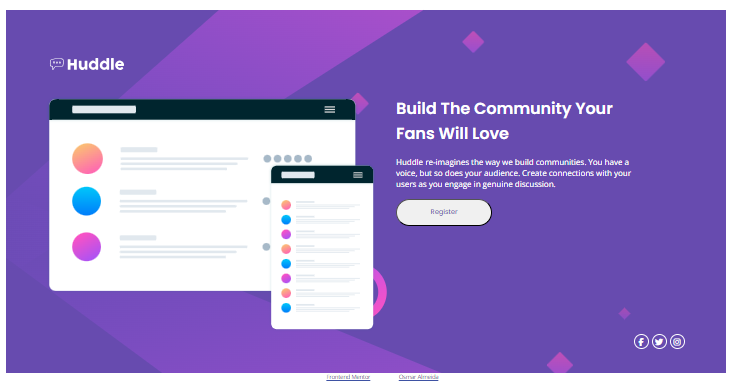 Huddle
Build The Community Your
Fans Will Love
Huddle re-imagines the way we build communities. You have a
voice, but so does your audience. Create connections with your
users as you engage in genuine discussion.
Register
Frontend Mentor Osmar Almeida